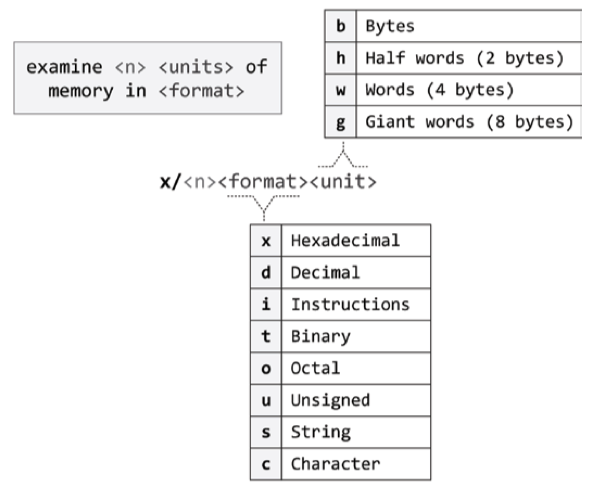 examine <n> <units> of
memory in <format>
b Bytes
h Half words (2 bytes)
w Words (4 bytes)
g Giant words (8 bytes)
x/<n><format><unit>
x Hexadecimal
d Decimal
i Instructions
t Binary
o Octal
u Unsigned
s String
c Character